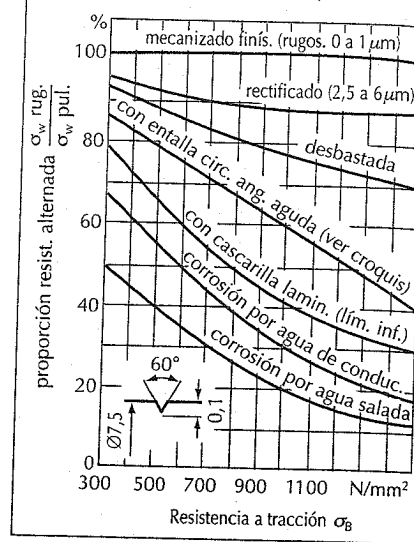 %
100
80
60
40
20
0
proporción resist. alternada σw rug. / σw pul.
mecanizado finís. (rugos. 0 a 1 μm)
rectificado (2,5 a 6 μm)
desbastada
con entalla circ. ang. aguda (ver croquis)
con cascarilla lamin. (lím. inf.)
corrosión por agua de conduc.
corrosión por agua salada
60°
Ø7,5
0,1
300 500 700 900 1100 N/mm²
Resistencia a tracción σB